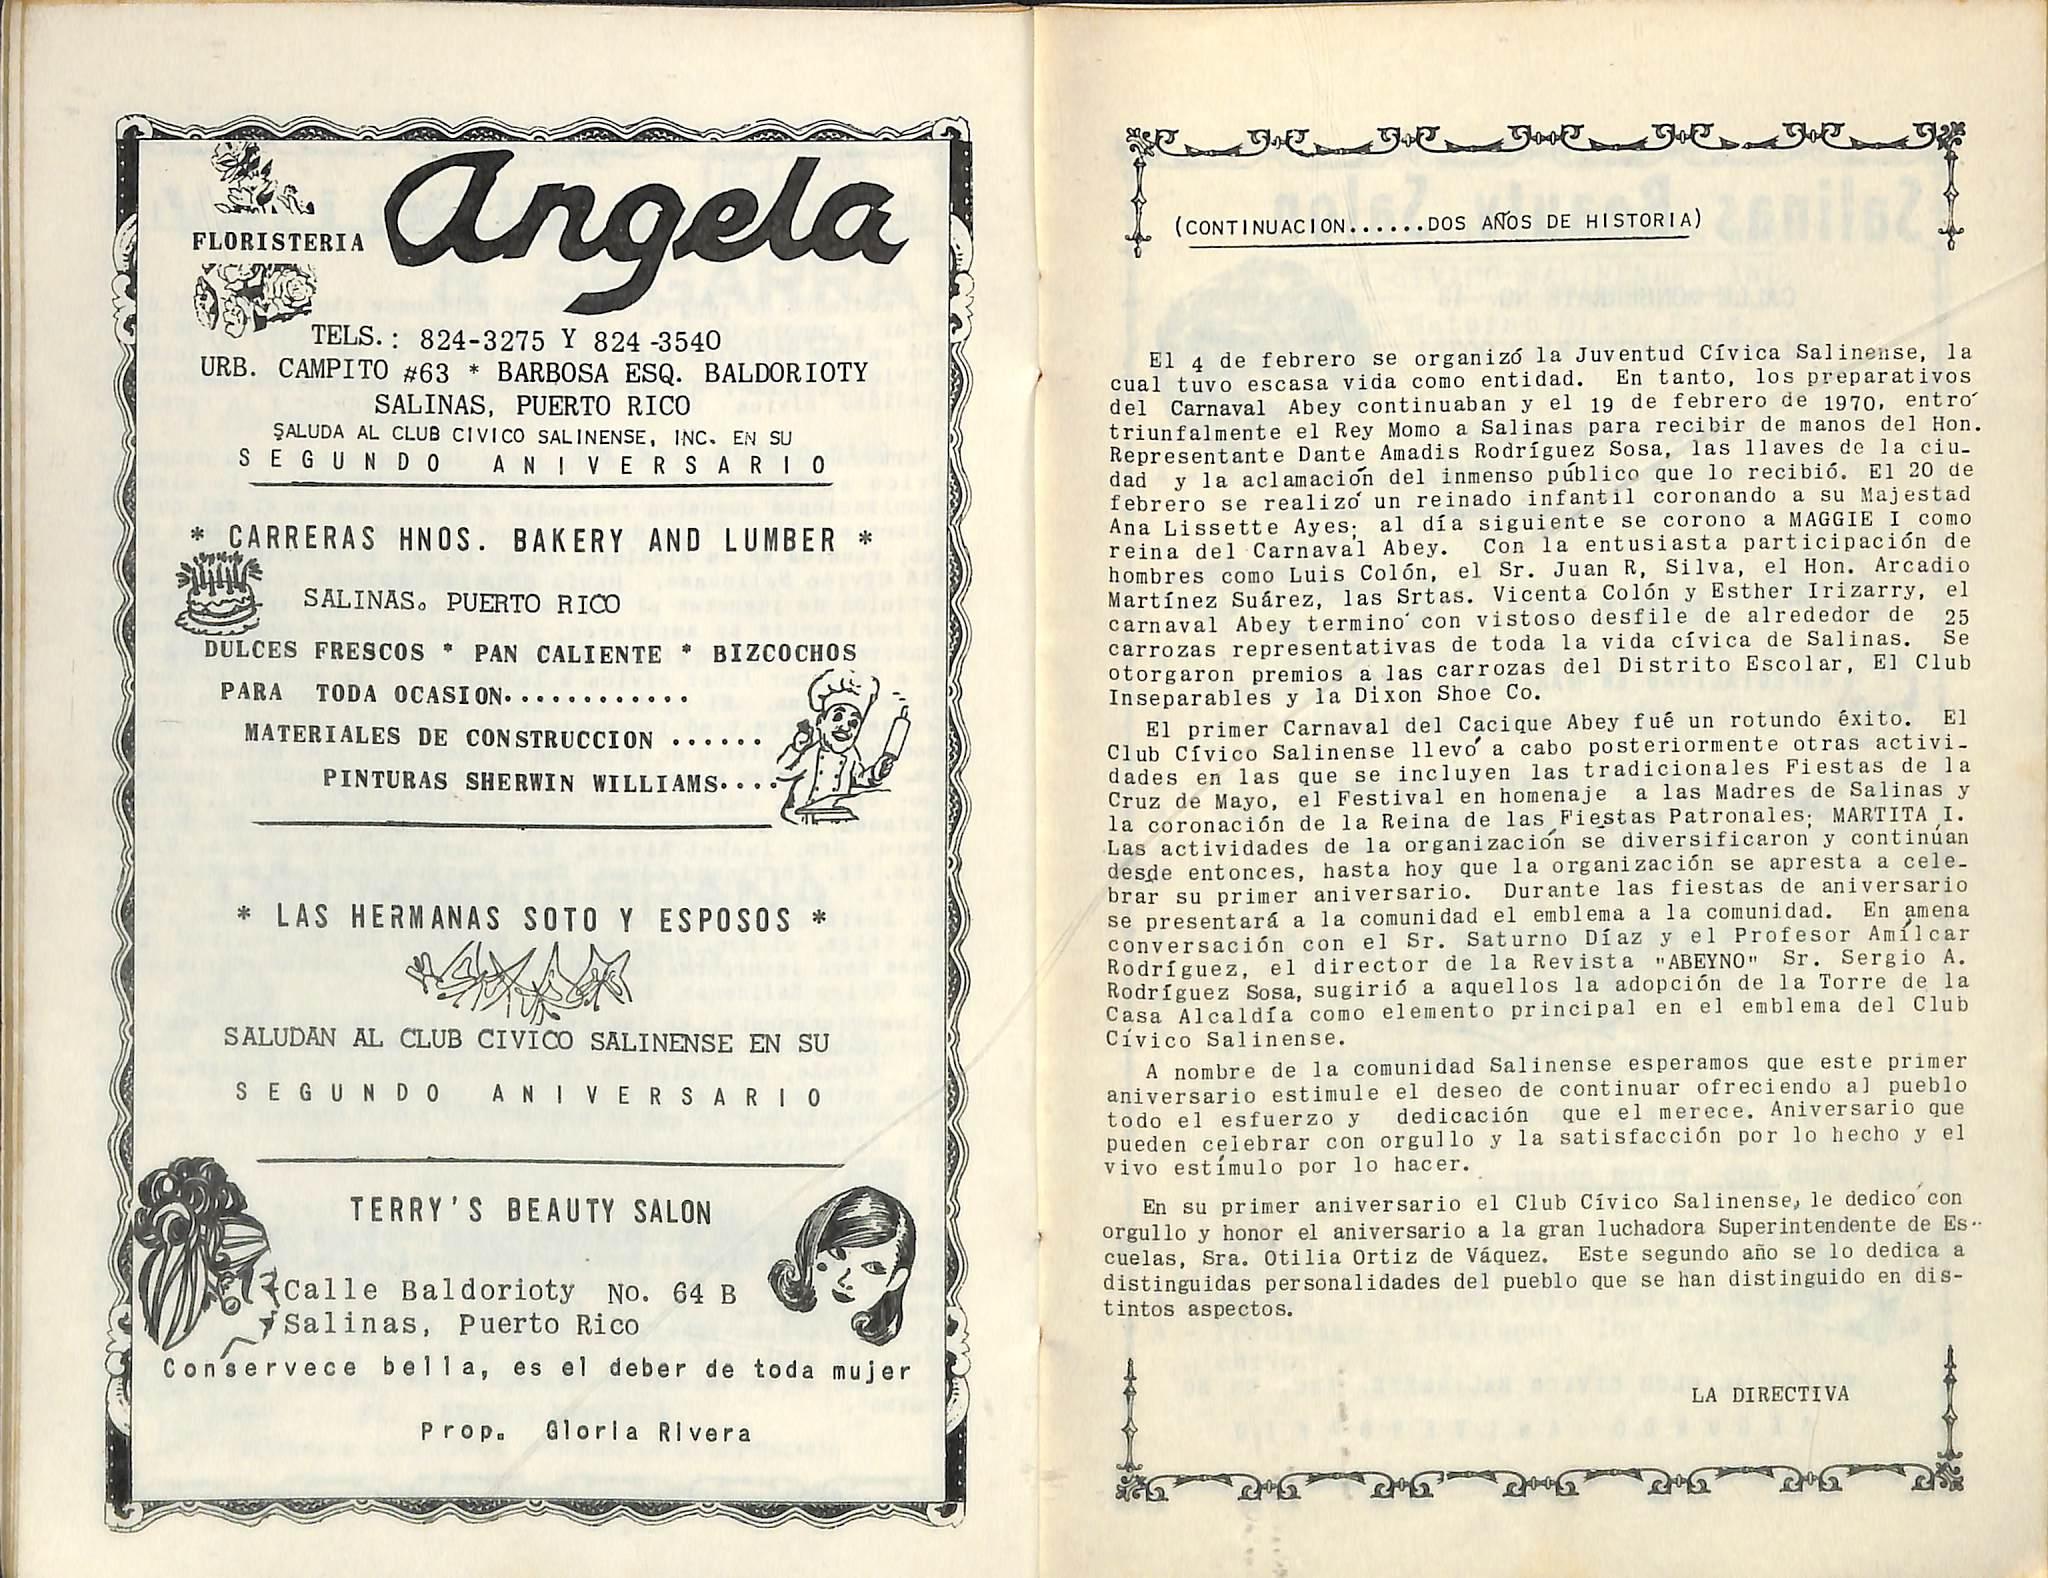 FLORISTERIA
Angela
TELS.: 824-3275 Y 824-3540
URB. CAMPITO #63 * BARBOSA ESQ. BALDORIOTY
SALINAS, PUERTO RICO
SALUDA AL CLUB CIVICO SALINENSE, INC. EN SU
SEGUNDO ANIVERSARIO
* CARRERAS HNOS. BAKERY AND LUMBER *
SALINAS. PUERTO RICO
DULCES FRESCOS * PAN CALIENTE * BIZCOCHOS
PARA TODA OCASION............
MATERIALES DE CONSTRUCCION ......
PINTURAS SHERWIN WILLIAMS....
* LAS HERMANAS SOTO Y ESPOSOS *
SALUDAN AL CLUB CIVICO SALINENSE EN SU
SEGUNDO ANIVERSARIO
TERRY'S BEAUTY SALON
Calle Baldorioty No. 64 B
Salinas, Puerto Rico
Conservece bella, es el deber de toda mujer
Prop. Gloria Rivera
(CONTINUACION......DOS AÑOS DE HISTORIA)
El 4 de febrero se organizó la Juventud Cívica Salinense, la
cual tuvo escasa vida como entidad. En tanto, los preparativos
del Carnaval Abey continuaban y el 19 de febrero de 1970, entró
triunfalmente el Rey Momo a Salinas para recibir de manos del Hon.
Representante Dante Amadis Rodríguez Sosa, las llaves de la ciu-
dad y la aclamación del inmenso público que lo recibió. El 20 de
febrero se realizó un reinado infantil coronando a su Majestad
Ana Lissette Ayes; al día siguiente se corono a MAGGIE I como
reina del Carnaval Abey. Con la entusiasta participación de
hombres como Luis Colón, el Sr. Juan R, Silva, el Hon. Arcadio
Martínez Suárez, las Srtas. Vicenta Colón y Esther Irizarry, el
carnaval Abey terminó con vistoso desfile de alrededor de 25
carrozas representativas de toda la vida cívica de Salinas. Se
otorgaron premios a las carrozas del Distrito Escolar, El Club
Inseparables y la Dixon Shoe Co.
El primer Carnaval del Cacique Abey fué un rotundo éxito. El
Club Cívico Salinense llevó a cabo posteriormente otras activi-
dades en las que se incluyen las tradicionales Fiestas de la
Cruz de Mayo, el Festival en homenaje a las Madres de Salinas y
la coronación de la Reina de las Fiestas Patronales; MARTITA I.
Las actividades de la organización se diversificaron y continúan
desde entonces, hasta hoy que la organización se apresta a cele-
brar su primer aniversario. Durante las fiestas de aniversario
se presentará a la comunidad el emblema a la comunidad. En amena
conversación con el Sr. Saturno Díaz y el Profesor Amílcar
Rodríguez, el director de la Revista "ABEYNO" Sr. Sergio A.
Rodríguez Sosa, sugirió a aquellos la adopción de la Torre de la
Casa Alcaldía como elemento principal en el emblema del Club
Cívico Salinense.
A nombre de la comunidad Salinense esperamos que este primer
aniversario estimule el deseo de continuar ofreciendo al pueblo
todo el esfuerzo y dedicación que el merece. Aniversario que
pueden celebrar con orgullo y la satisfacción por lo hecho y el
vivo estímulo por lo hacer.
En su primer aniversario el Club Cívico Salinense, le dedicó con
orgullo y honor el aniversario a la gran luchadora Superintendente de Es-
cuelas, Sra. Otilia Ortiz de Váquez. Este segundo año se lo dedica a
distinguidas personalidades del pueblo que se han distinguido en dis-
tintos aspectos.
LA DIRECTIVA